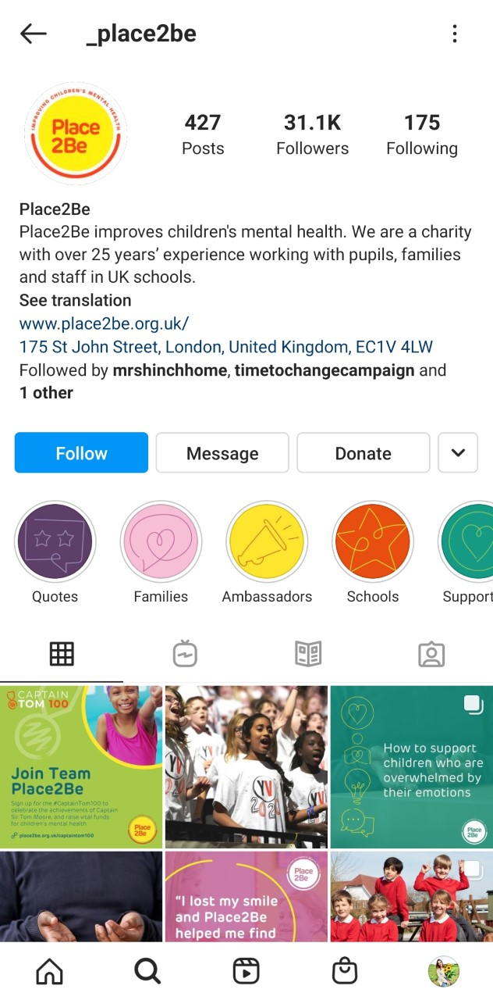 _place2be
IMPROVING CHILDREN'S MENTAL HEALTH
Place
2Be
427
Posts
31.1K
Followers
175
Following
Place2Be
Place2Be improves children's mental health. We are a charity
with over 25 years’ experience working with pupils, families
and staff in UK schools.
See translation
www.place2be.org.uk/
175 St John Street, London, United Kingdom, EC1V 4LW
Followed by mrshinchhome, timetochangecampaign and
1 other
Follow
Message
Donate
Quotes
Families
Ambassadors
Schools
Support
CAPTAIN
TOM 100
Join Team
Place2Be
Sign up for the #CaptainTom100 to
celebrate the achievements of Captain
Sir Tom Moore, and raise vital funds
for children's mental health
place2be.org.uk/captaintom100
Place
2Be
YV
YV
2020
How to support
children who are
overwhelmed by
their emotions
Place
2Be
Place
2Be
“I lost my smile
and Place2Be
helped me find